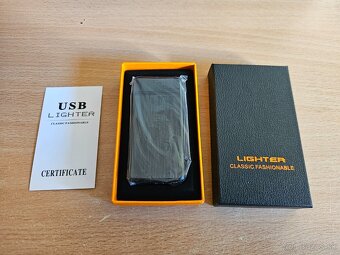 USB
LIGHTER
CLASSIC FASHIONABLE
CERTIFICATE
LIGHTER
CLASSIC FASHIONABLE